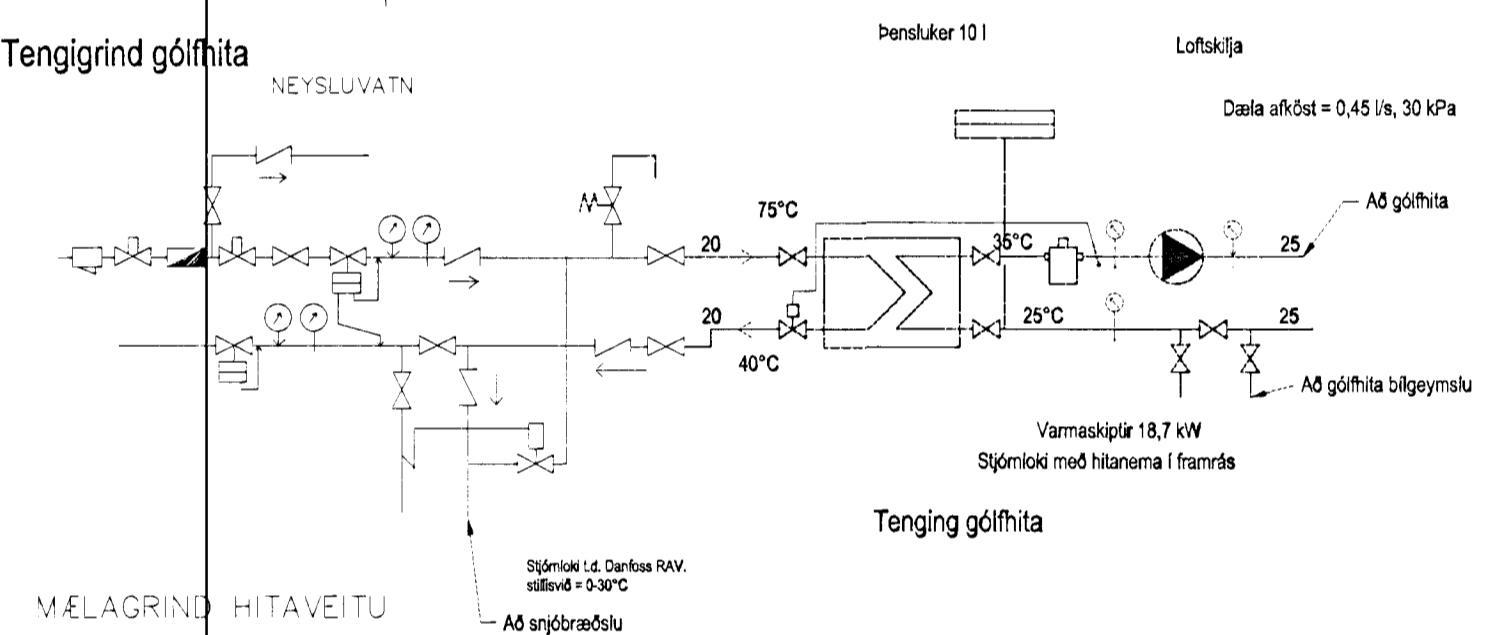 Tengigrind gólfhita
NEYSLUVATN
Þensluker 10 l
Loftskilja
Dæla afköst = 0,45 l/s, 30 kPa
Að gólfhita
75°C
20
35°C
25
20
25°C
25
40°C
Að gólfhita bílgeymslu
Varmaskiptir 18,7 kW
Stjórnloki með hitanema í framrás
Tenging gólfhita
Stjórnloki t.d. Danfoss RAV.
stillisvið = 0-30°C
MÆLAGRIND HITAVEITU
Að snjóbræðslu